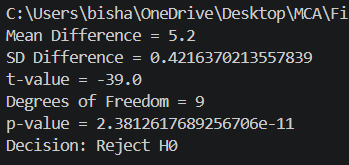 C:\Users\bisha\OneDrive\Desktop\MCA\Fi
Mean Difference = 5.2
SD Difference = 0.4216370213557839
t-value = -39.0
Degrees of Freedom = 9
p-value = 2.3812617689256706e-11
Decision: Reject H0